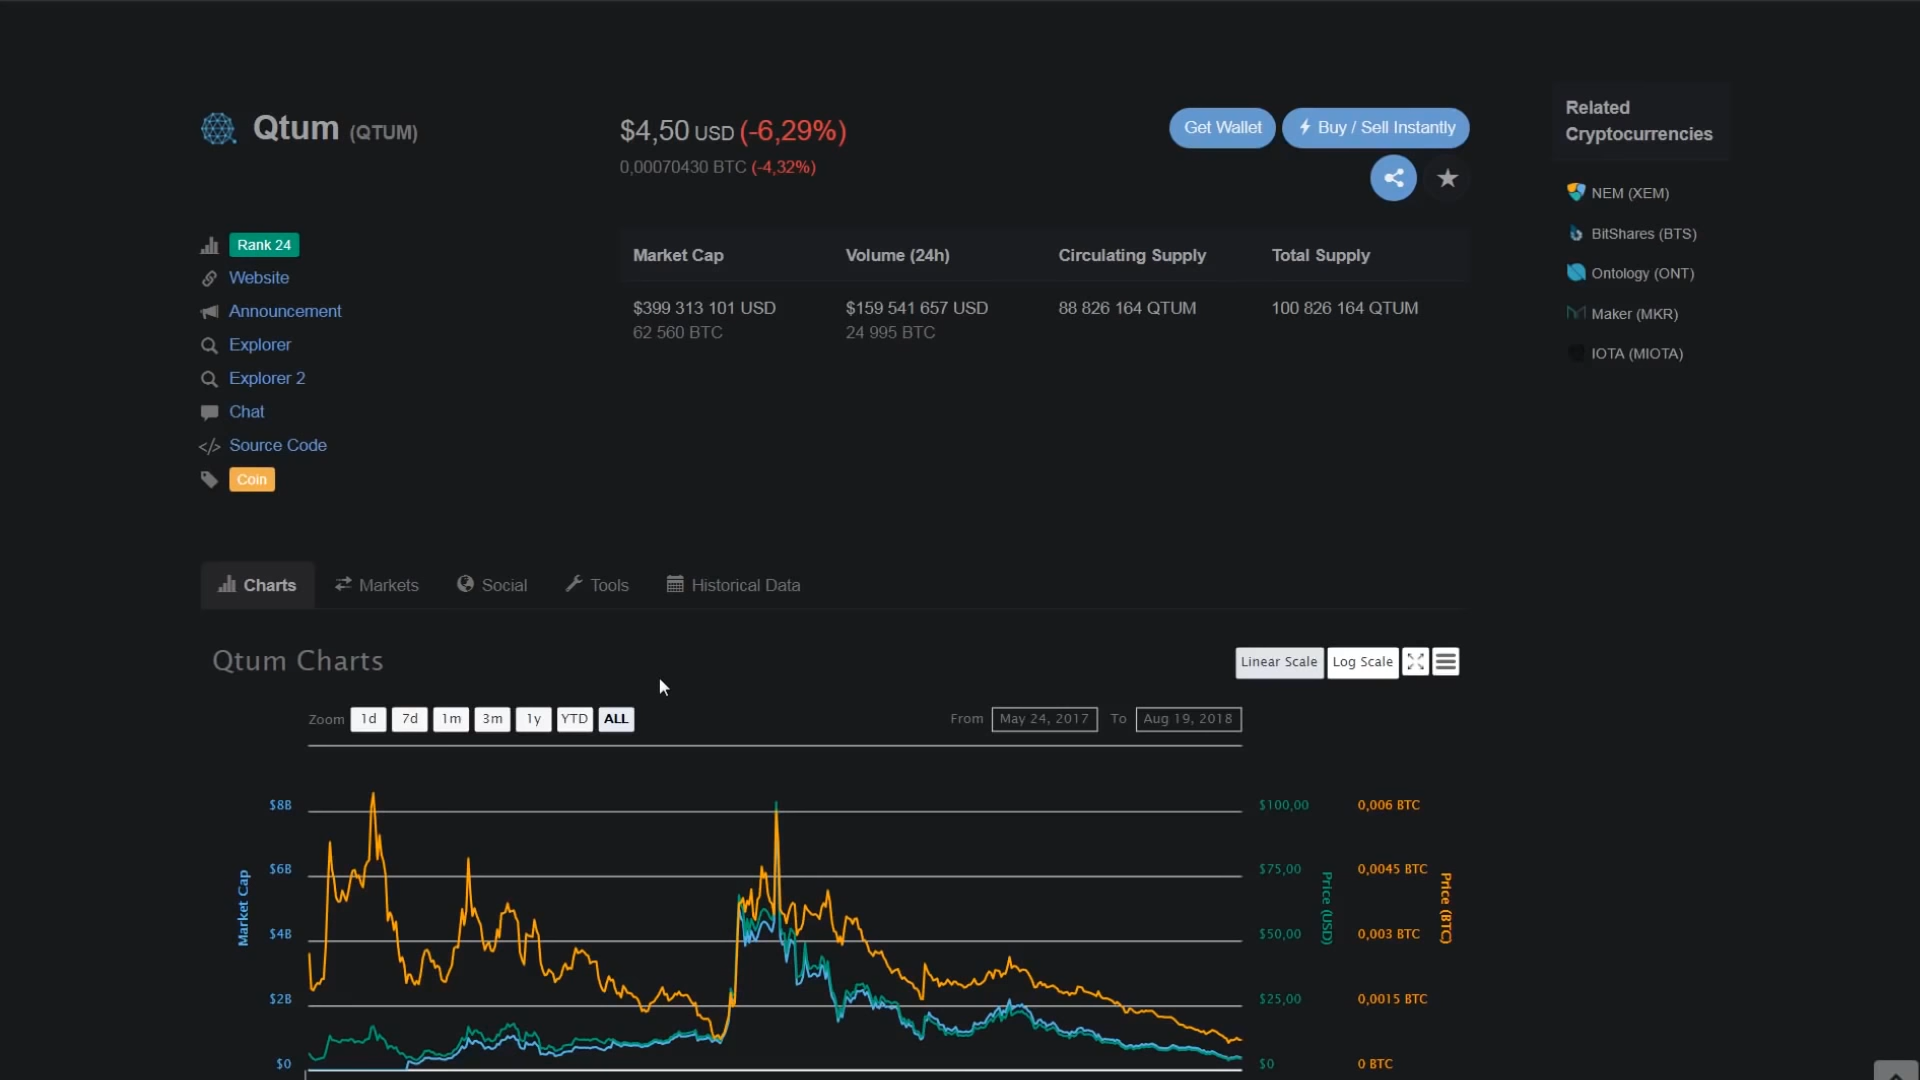 Qtum (QTUM)
$4,50 USD (-6,29%)
0,00070430 BTC (-4,32%)
Get Wallet
Buy / Sell Instantly
Related
Cryptocurrencies
NEM (XEM)
BitShares (BTS)
Ontology (ONT)
Maker (MKR)
IOTA (MIOTA)
Rank 24
Website
Announcement
Explorer
Explorer 2
Chat
Source Code
Coin
Market Cap Volume (24h) Circulating Supply Total Supply
$399 313 101 USD $159 541 657 USD 88 826 164 QTUM 100 826 164 QTUM
62 560 BTC 24 995 BTC
Charts Markets Social Tools Historical Data
Qtum Charts
Linear Scale Log Scale
Zoom 1d 7d 1m 3m 1y YTD ALL
From May 24, 2017 To Aug 19, 2018
$8B
$6B
$4B
$2B
$0
Market Cap
$100,00
$75,00
$50,00
$25,00
$0
Price (USD)
0,006 BTC
0,0045 BTC
0,003 BTC
0,0015 BTC
0 BTC
Price (BTC)